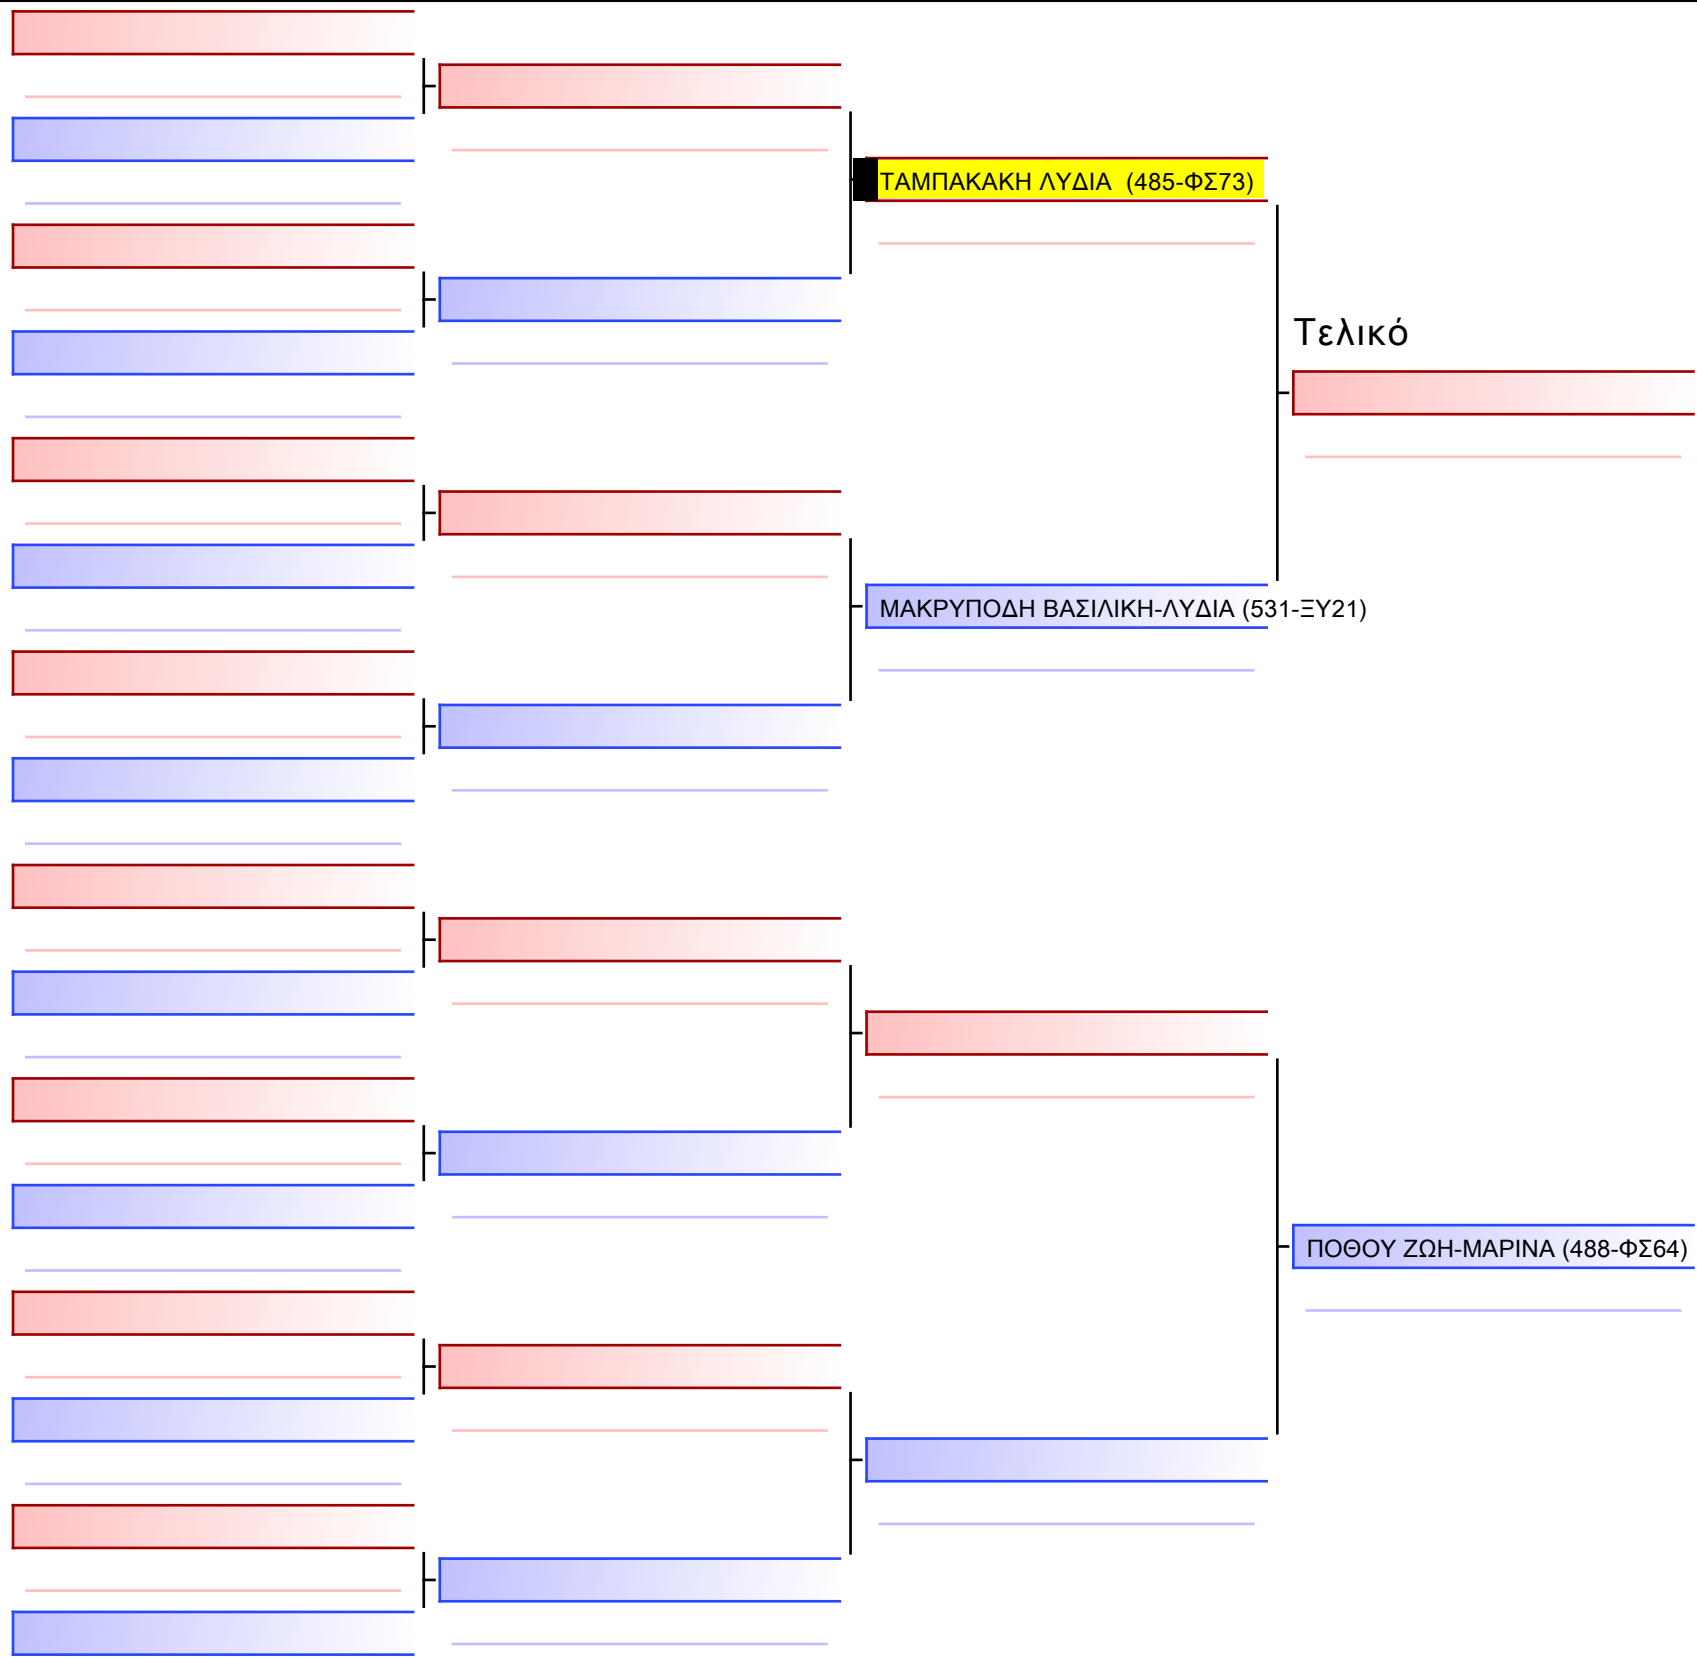 ΤΑΜΠΑΚΑΚΗ ΛΥΔΙΑ (485-ΦΣ73)
Τελικό
ΜΑΚΡΥΠΟΔΗ ΒΑΣΙΛΙΚΗ-ΛΥΔΙΑ (531-ΞΥ21)
ΠΟΘΟΥ ΖΩΗ-ΜΑΡΙΝΑ (488-ΦΣ64)